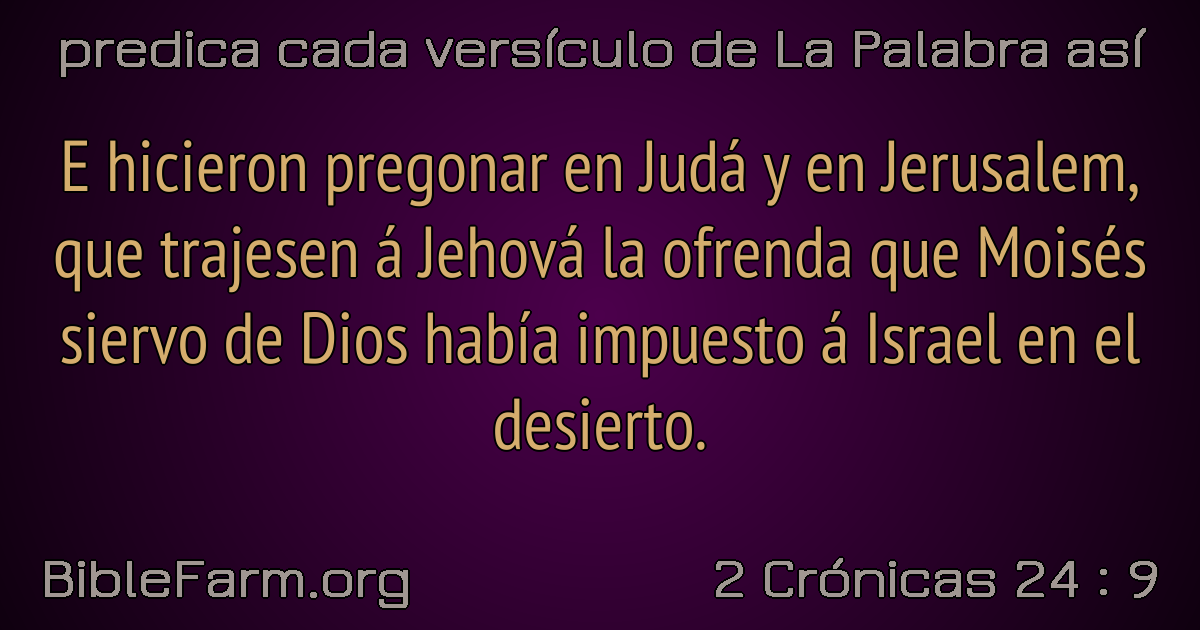 predica cada versículo de La Palabra así
E hicieron pregonar en Judá y en Jerusalem,
que trajesen á Jehová la ofrenda que Moisés
siervo de Dios había impuesto á Israel en el
desierto.
BibleFarm.org
2 Crónicas 24 : 9